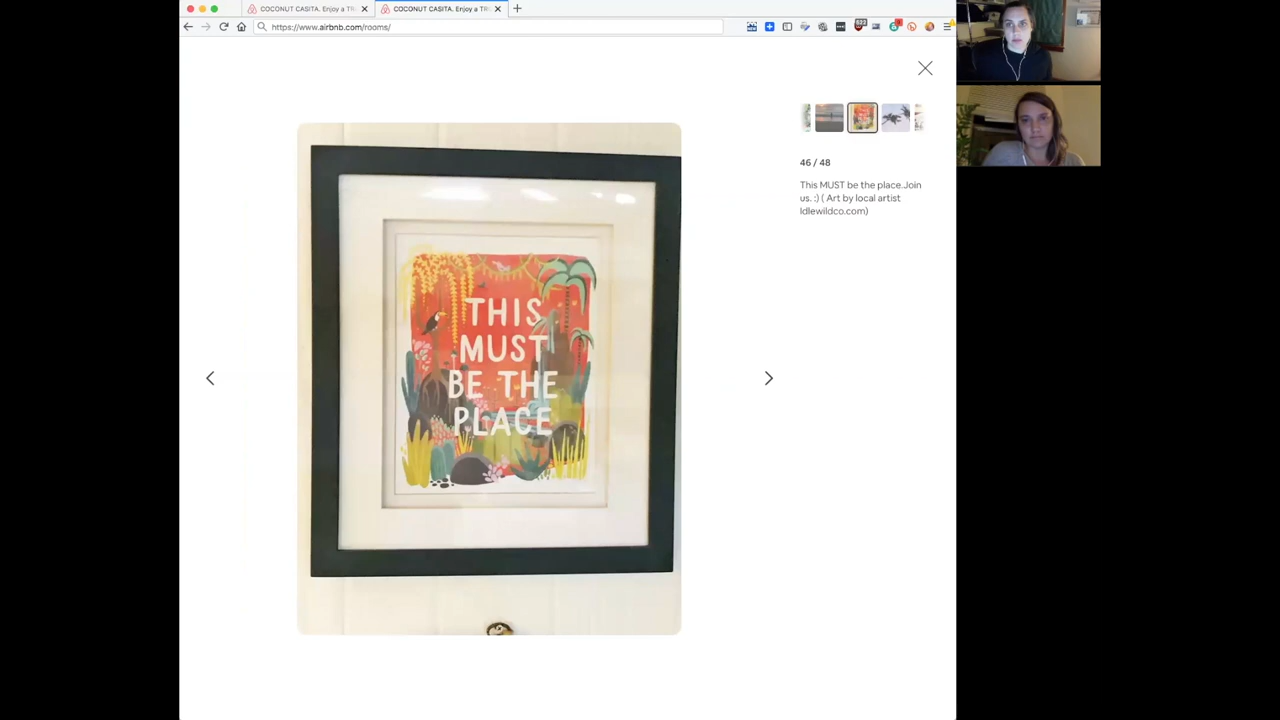 COCONUT CASITA. Enjoy a TR
COCONUT CASITA. Enjoy a TR
https://www.airbnb.com/rooms/
46 / 48
This MUST be the place.Join
us. :) ( Art by local artist
Idlewildco.com)
THIS
MUST
BE THE
PLACE